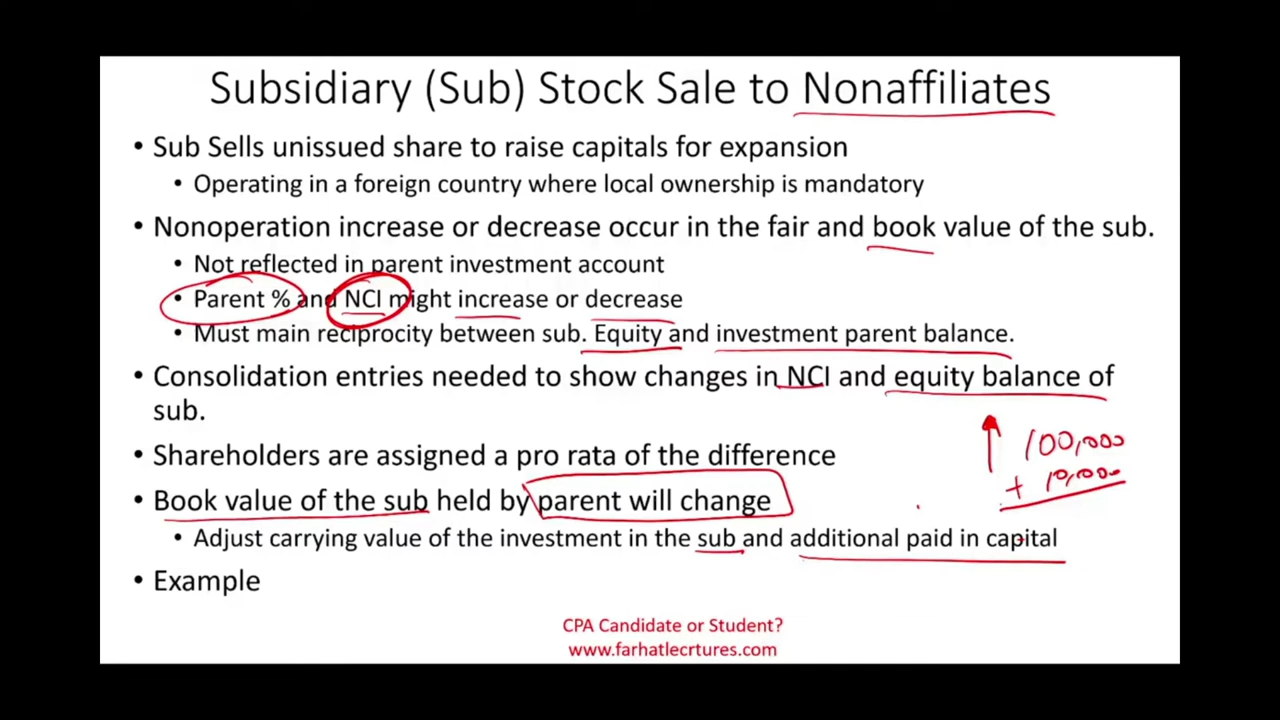 Subsidiary (Sub) Stock Sale to Nonaffiliates
• Sub Sells unissued share to raise capitals for expansion
• Operating in a foreign country where local ownership is mandatory
• Nonoperation increase or decrease occur in the fair and book value of the sub.
• Not reflected in parent investment account
• Parent % and NCI might increase or decrease
• Must main reciprocity between sub. Equity and investment parent balance.
• Consolidation entries needed to show changes in NCI and equity balance of
sub.
100,000
• Shareholders are assigned a pro rata of the difference
+ 10,000
• Book value of the sub held by parent will change
• Adjust carrying value of the investment in the sub and additional paid in capital
• Example
CPA Candidate or Student?
www.farhatlecrtures.com